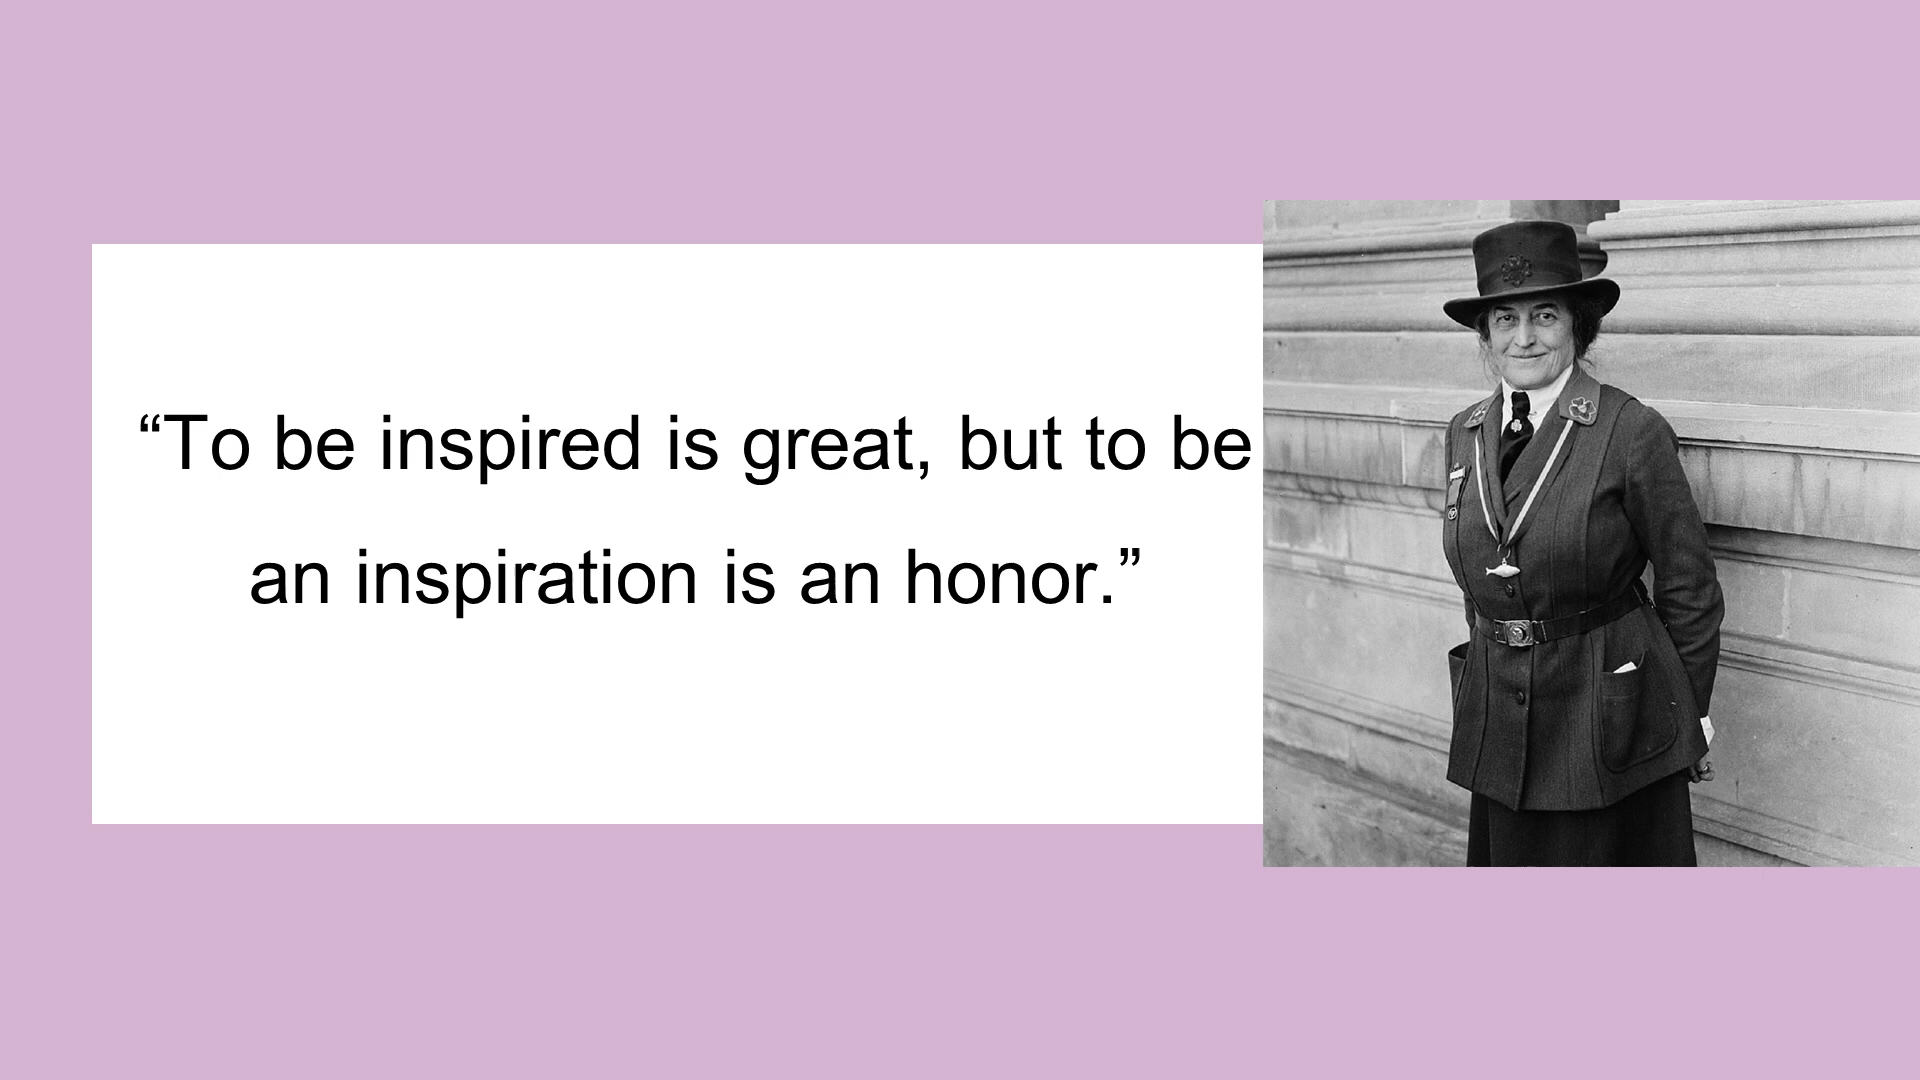 “To be inspired is great, but to be
an inspiration is an honor.”